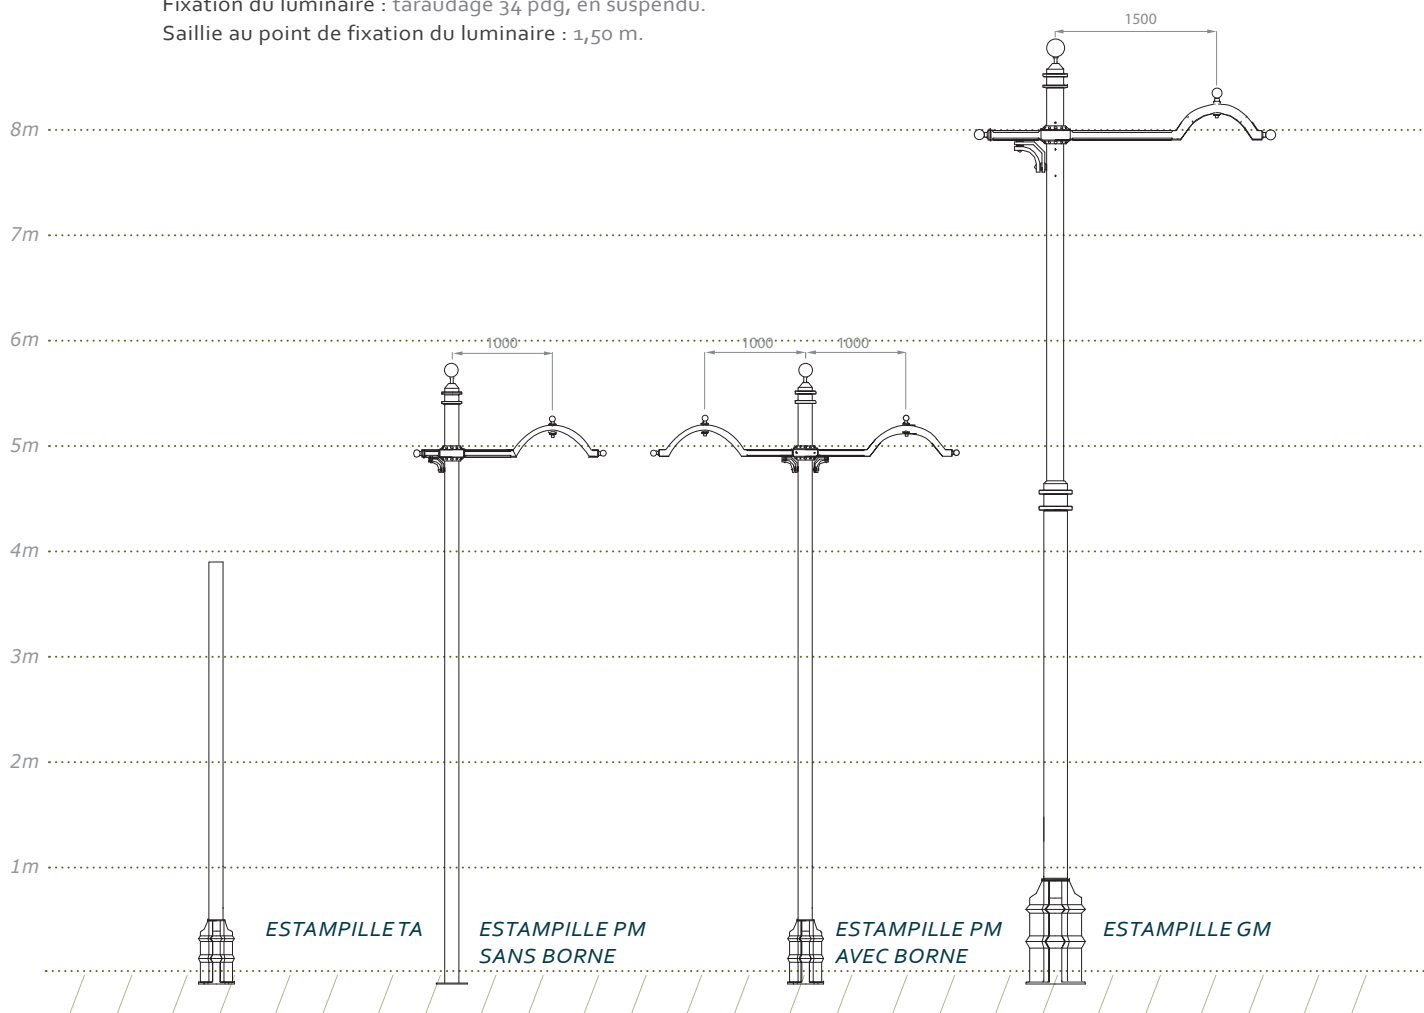 Fixation du luminaire : taraudage 34 pdg, en suspendu.
Saillie au point de fixation du luminaire : 1,50 m.
1500
8m
7m
6m
1000
1000
1000
5m
4m
3m
2m
1m
ESTAMPILLE TA
ESTAMPILLE PM
SANS BORNE
ESTAMPILLE PM
AVEC BORNE
ESTAMPILLE GM